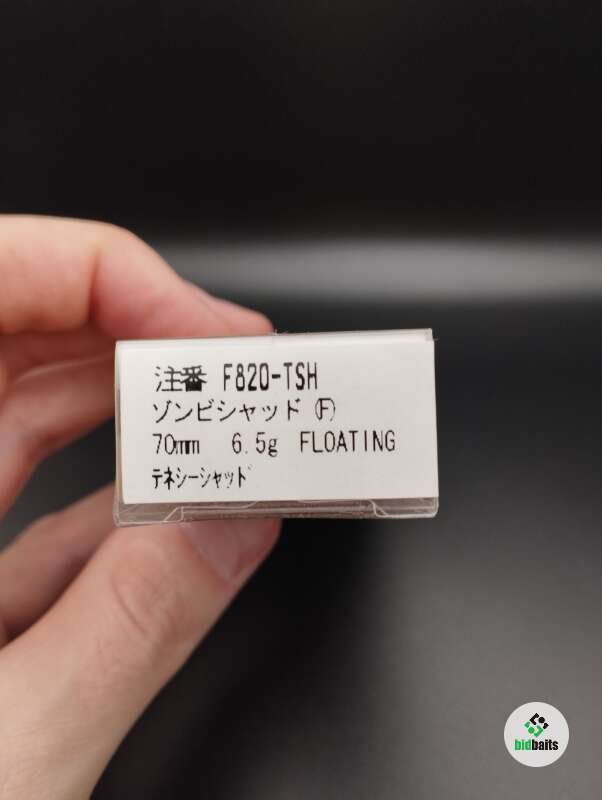 注番 F820-TSH
ゾンビシャッド (F)
70mm 6.5g FLOATING
テネシーシャッド
bidbaits